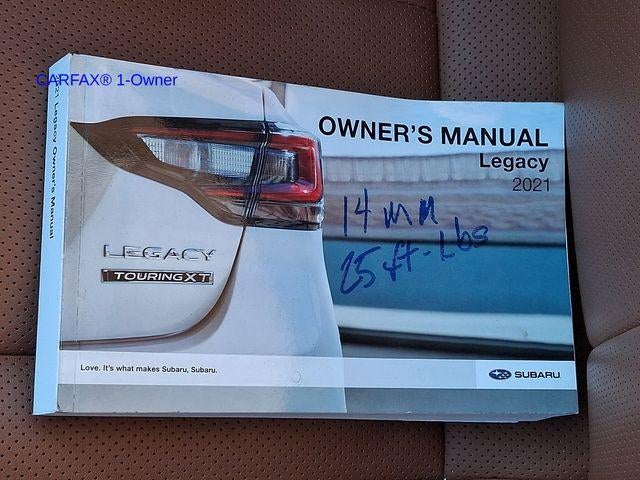 CARFAX® 1-Owner
2021 Legacy Owner's Manual
OWNER'S MANUAL
Legacy
2021
14 mm
25 ft-Lbs
LEGACY
TOURING XT
Love. It's what makes Subaru, Subaru.
SUBARU